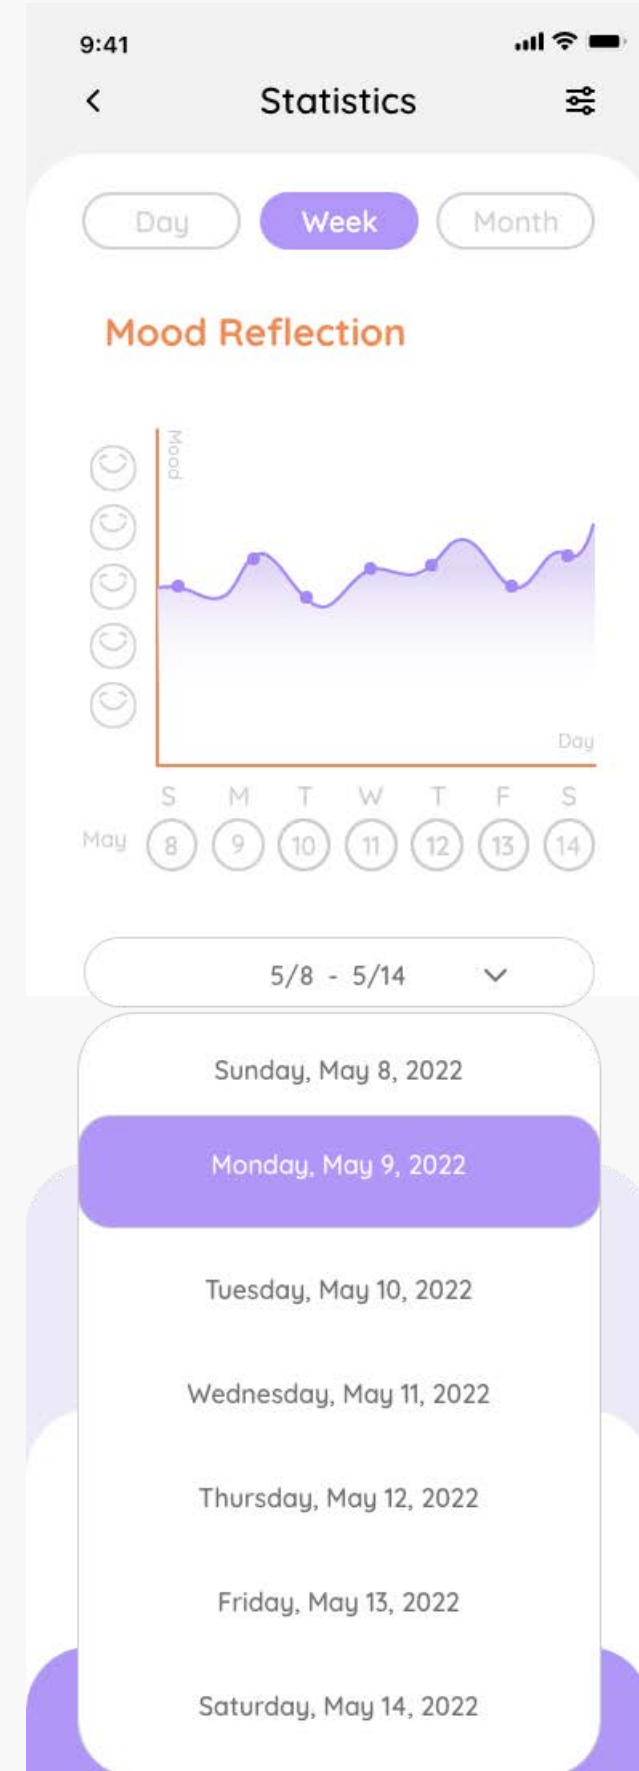 9:41
Statistics
Day Week Month
Mood Reflection
Mood
Day
S M T W T F S
May 8 9 10 11 12 13 14
5/8 - 5/14
Sunday, May 8, 2022
Monday, May 9, 2022
Tuesday, May 10, 2022
Wednesday, May 11, 2022
Thursday, May 12, 2022
Friday, May 13, 2022
Saturday, May 14, 2022